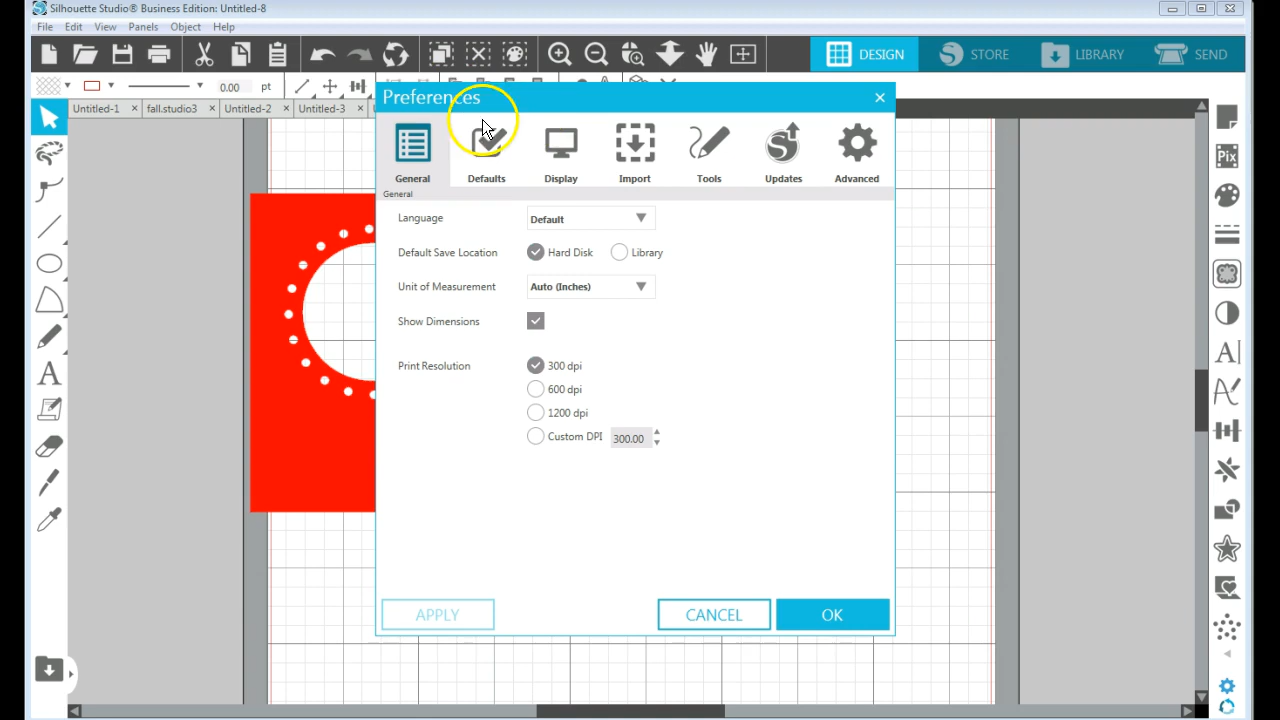 Silhouette Studio® Business Edition: Untitled-8
File Edit View Panels Object Help
DESIGN STORE LIBRARY SEND
0.00 pt
Untitled-1 × fall.studio3 × Untitled-2 × Untitled-3 ×
Preferences ×
General Defaults Display Import Tools Updates Advanced
General
Language Default
Default Save Location Hard Disk Library
Unit of Measurement Auto (Inches)
Show Dimensions
Print Resolution 300 dpi
600 dpi
1200 dpi
Custom DPI 300.00
APPLY CANCEL OK
Pix